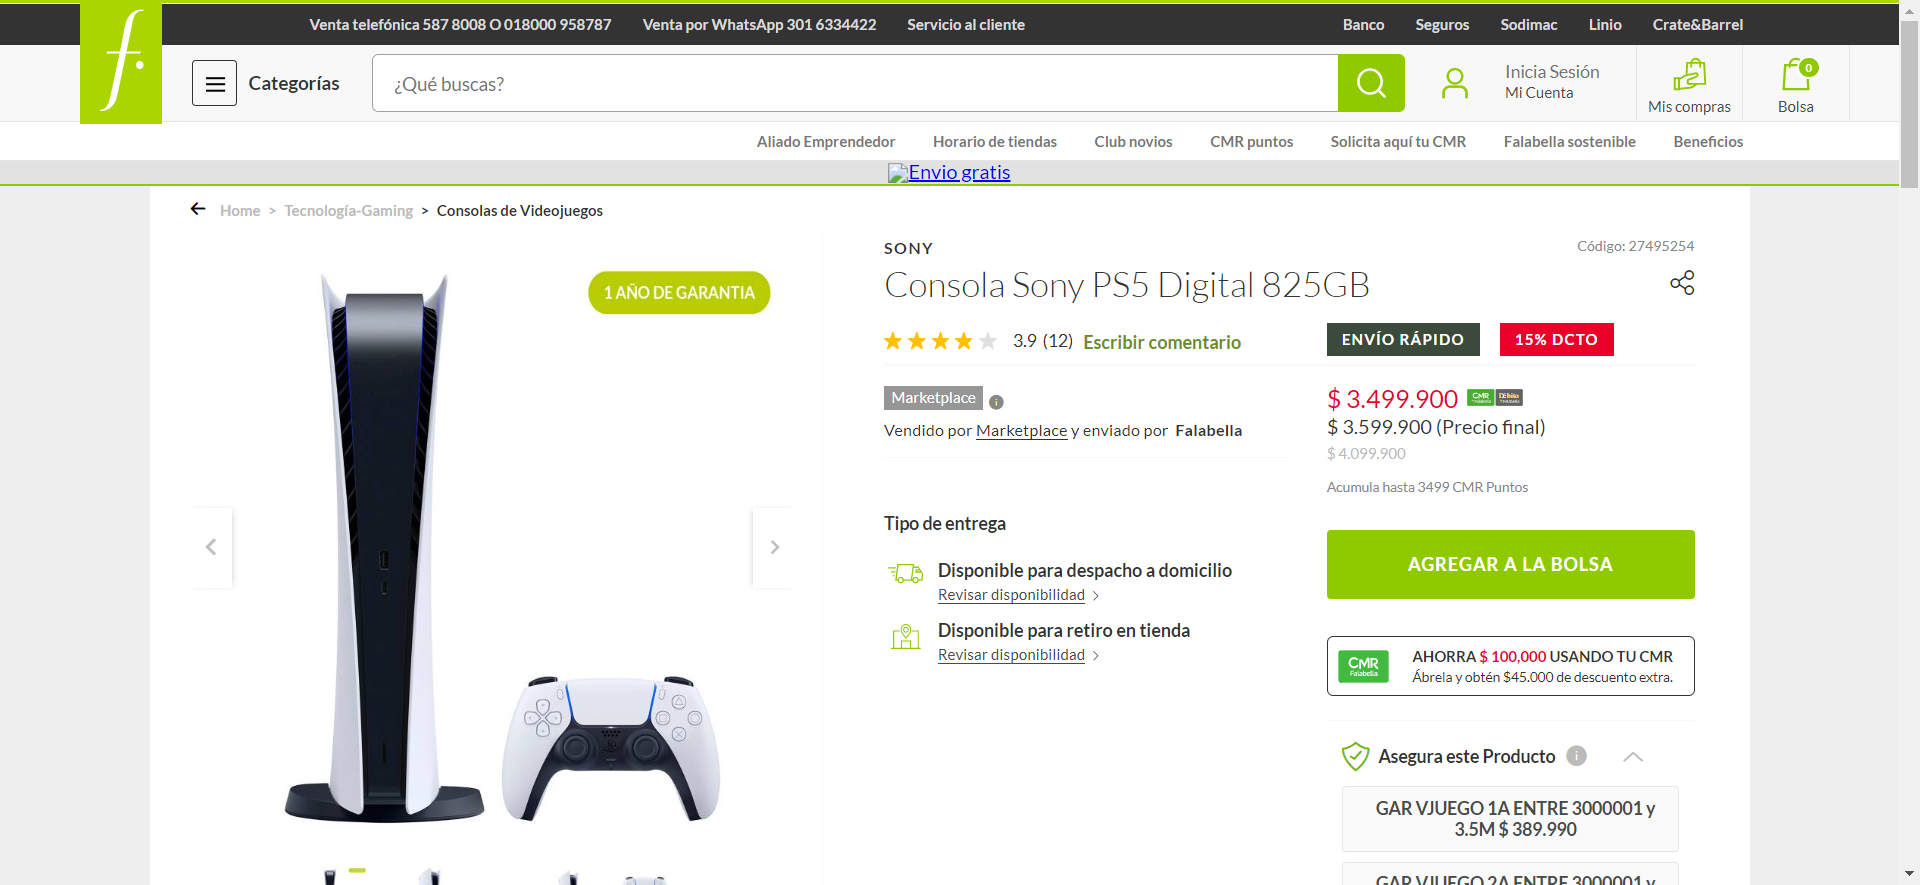 Venta telefónica 587 8008 O 018000 958787
Venta por WhatsApp 301 6334422
Servicio al cliente
Banco
Seguros
Sodimac
Linio
Crate&Barrel
f.
Categorías
¿Qué buscas?
Inicia Sesión
Mi Cuenta
Mis compras
0
Bolsa
Aliado Emprendedor
Horario de tiendas
Club novios
CMR puntos
Solicita aquí tu CMR
Falabella sostenible
Beneficios
Envio gratis
Home > Tecnología-Gaming > Consolas de Videojuegos
1 AÑO DE GARANTIA
SONY
Código: 27495254
Consola Sony PS5 Digital 825GB
3.9 (12) Escribir comentario
ENVÍO RÁPIDO
15% DCTO
Marketplace
Vendido por Marketplace y enviado por Falabella
$ 3.499.900
CMR
Débito
$ 3.599.900 (Precio final)
$ 4.099.900
Acumula hasta 3499 CMR Puntos
Tipo de entrega
Disponible para despacho a domicilio
Revisar disponibilidad >
Disponible para retiro en tienda
Revisar disponibilidad >
AGREGAR A LA BOLSA
CMR
Falabella
AHORRA $ 100,000 USANDO TU CMR
Ábrela y obtén $45.000 de descuento extra.
Asegura este Producto
GAR VJUEGO 1A ENTRE 3000001 y
3.5M $ 389.990
GAR VJUEGO 2A ENTRE 3000001 y